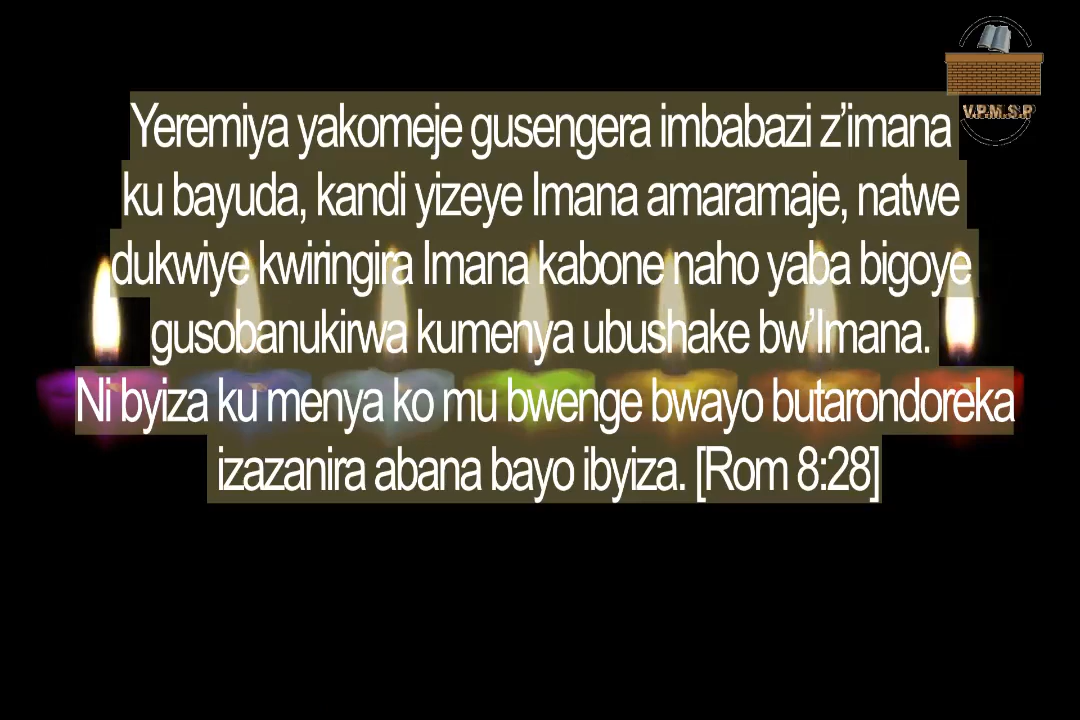 V.P.M.S.P
Yeremiya yakomeje gusengera imbabazi z’imana
ku bayuda, kandi yizeye Imana amaramaje, natwe
dukwiye kwiringira Imana kabone naho yaba bigoye
gusobanukirwa kumenya ubushake bw’Imana.
Ni byiza ku menya ko mu bwenge bwayo butarondoreka
izazanira abana bayo ibyiza. [Rom 8:28]